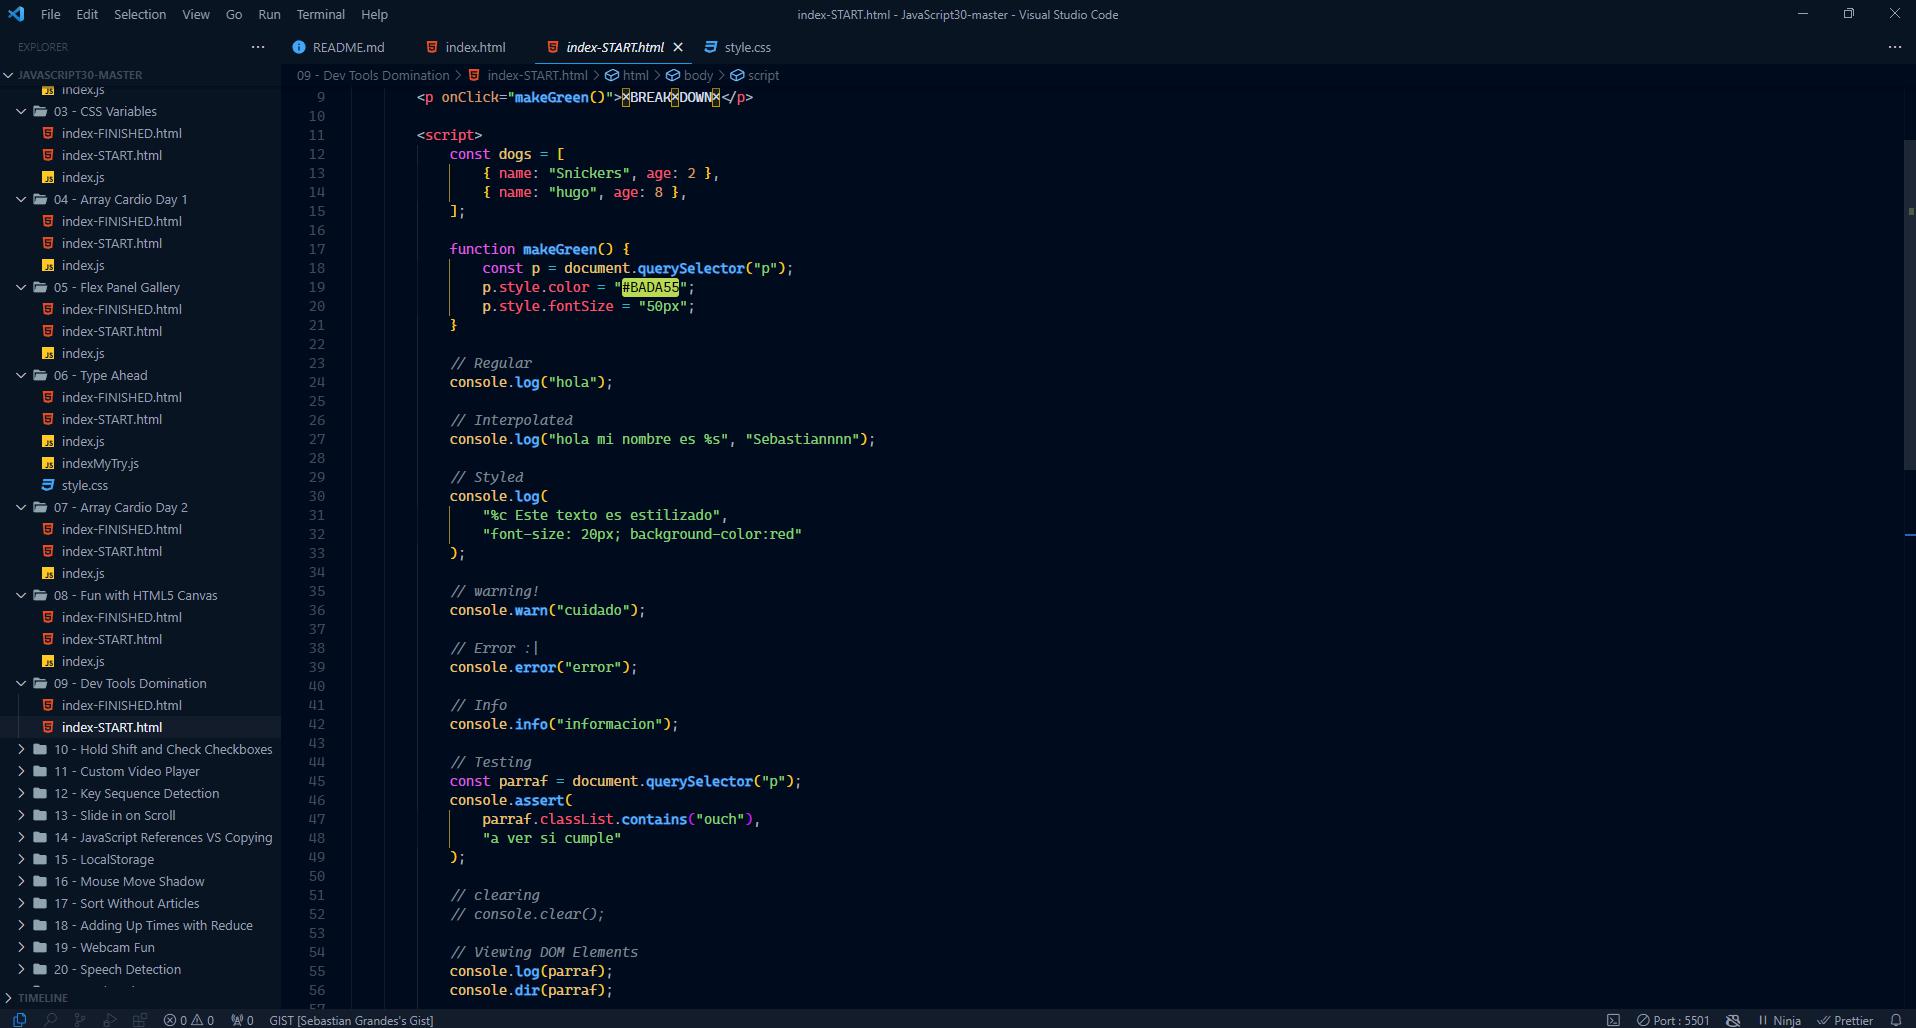 File Edit Selection View Go Run Terminal Help
index-START.html - JavaScript30-master - Visual Studio Code
EXPLORER
README.md
index.html
index-START.html
style.css
JAVASCRIPT30-MASTER
index.js
03 - CSS Variables
index-FINISHED.html
index-START.html
index.js
04 - Array Cardio Day 1
index-FINISHED.html
index-START.html
index.js
05 - Flex Panel Gallery
index-FINISHED.html
index-START.html
index.js
06 - Type Ahead
index-FINISHED.html
index-START.html
index.js
indexMyTry.js
style.css
07 - Array Cardio Day 2
index-FINISHED.html
index-START.html
index.js
08 - Fun with HTML5 Canvas
index-FINISHED.html
index-START.html
index.js
09 - Dev Tools Domination
index-FINISHED.html
index-START.html
10 - Hold Shift and Check Checkboxes
11 - Custom Video Player
12 - Key Sequence Detection
13 - Slide in on Scroll
14 - JavaScript References VS Copying
15 - LocalStorage
16 - Mouse Move Shadow
17 - Sort Without Articles
18 - Adding Up Times with Reduce
19 - Webcam Fun
20 - Speech Detection
TIMELINE
09 - Dev Tools Domination > index-START.html > html > body > script
9 <p onClick="makeGreen()">×BREAK×DOWN×</p>
10
11 <script>
12 const dogs = [
13 { name: "Snickers", age: 2 },
14 { name: "hugo", age: 8 },
15 ];
16
17 function makeGreen() {
18 const p = document.querySelector("p");
19 p.style.color = "#BADA55";
20 p.style.fontSize = "50px";
21 }
22
23 // Regular
24 console.log("hola");
25
26 // Interpolated
27 console.log("hola mi nombre es %s", "Sebastiannnn");
28
29 // Styled
30 console.log(
31 "%c Este texto es estilizado",
32 "font-size: 20px; background-color:red"
33 );
34
35 // warning!
36 console.warn("cuidado");
37
38 // Error :|
39 console.error("error");
40
41 // Info
42 console.info("informacion");
43
44 // Testing
45 const parraf = document.querySelector("p");
46 console.assert(
47 parraf.classList.contains("ouch"),
48 "a ver si cumple"
49 );
50
51 // clearing
52 // console.clear();
53
54 // Viewing DOM Elements
55 console.log(parraf);
56 console.dir(parraf);
57
0 0 0 GIST [Sebastian Grandes's Gist] Port : 5501 Ninja Prettier